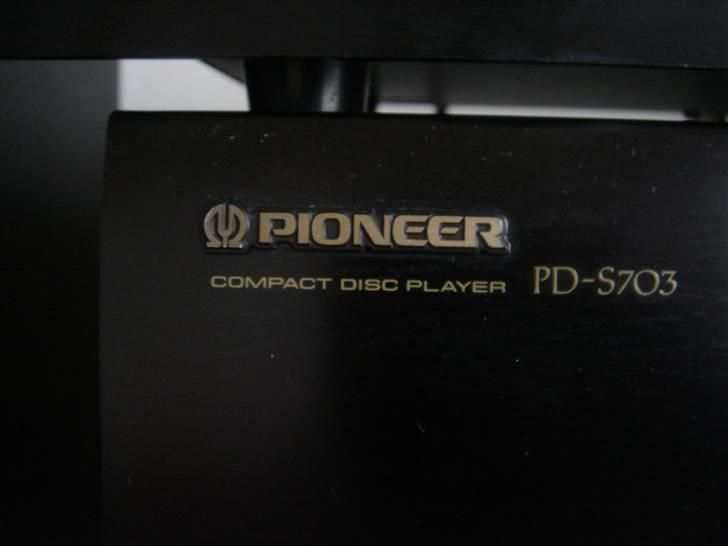 PIONEER
COMPACT DISC PLAYER PD-S703